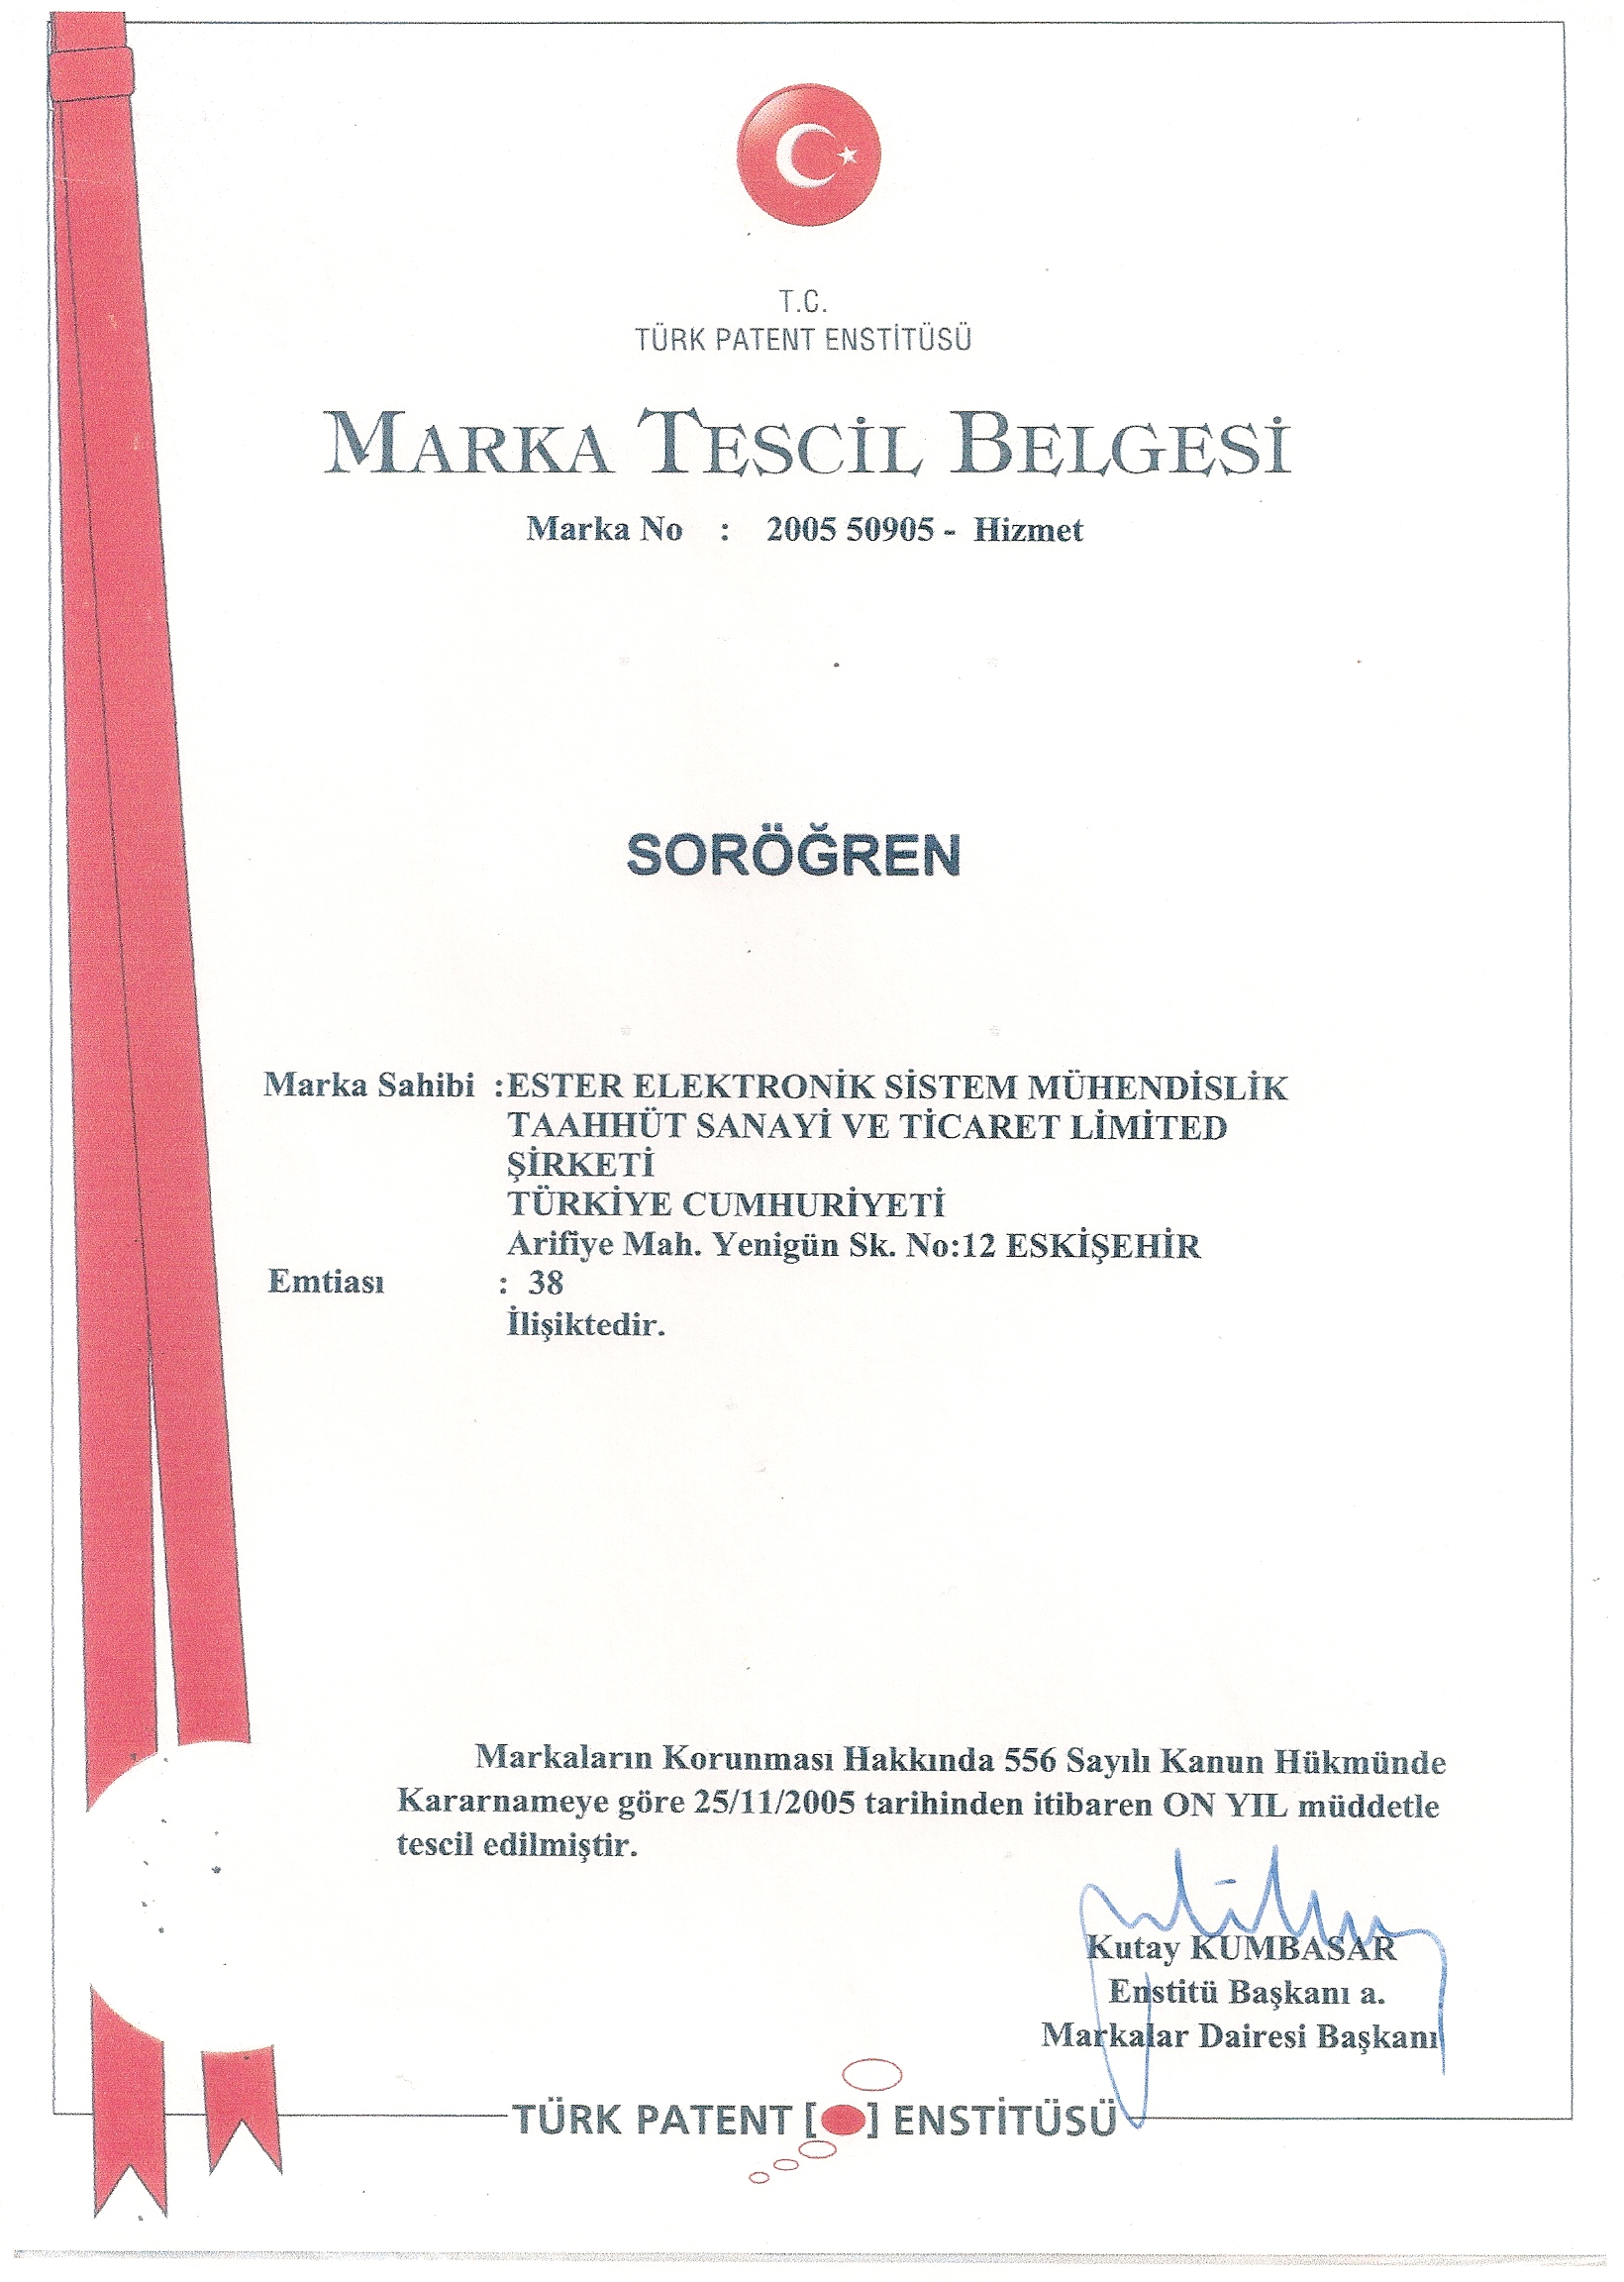 T.C.
TÜRK PATENT ENSTİTÜSÜ
MARKA TESCİL BELGESİ
Marka No : 2005 50905 - Hizmet
SORÖĞREN
Marka Sahibi :ESTER ELEKTRONİK SİSTEM MÜHENDİSLİK
TAAHHÜT SANAYİ VE TİCARET LİMİTED
ŞİRKETİ
TÜRKİYE CUMHURİYETİ
Arifiye Mah. Yenigün Sk. No:12 ESKİŞEHİR
Emtiası : 38
İlişiktedir.
Markaların Korunması Hakkında 556 Sayılı Kanun Hükmünde
Kararnameye göre 25/11/2005 tarihinden itibaren ON YIL müddetle
tescil edilmiştir.
Kutay KUMBASAR
Enstitü Başkanı a.
Markalar Dairesi Başkanı
TÜRK PATENT [ ] ENSTİTÜSÜ